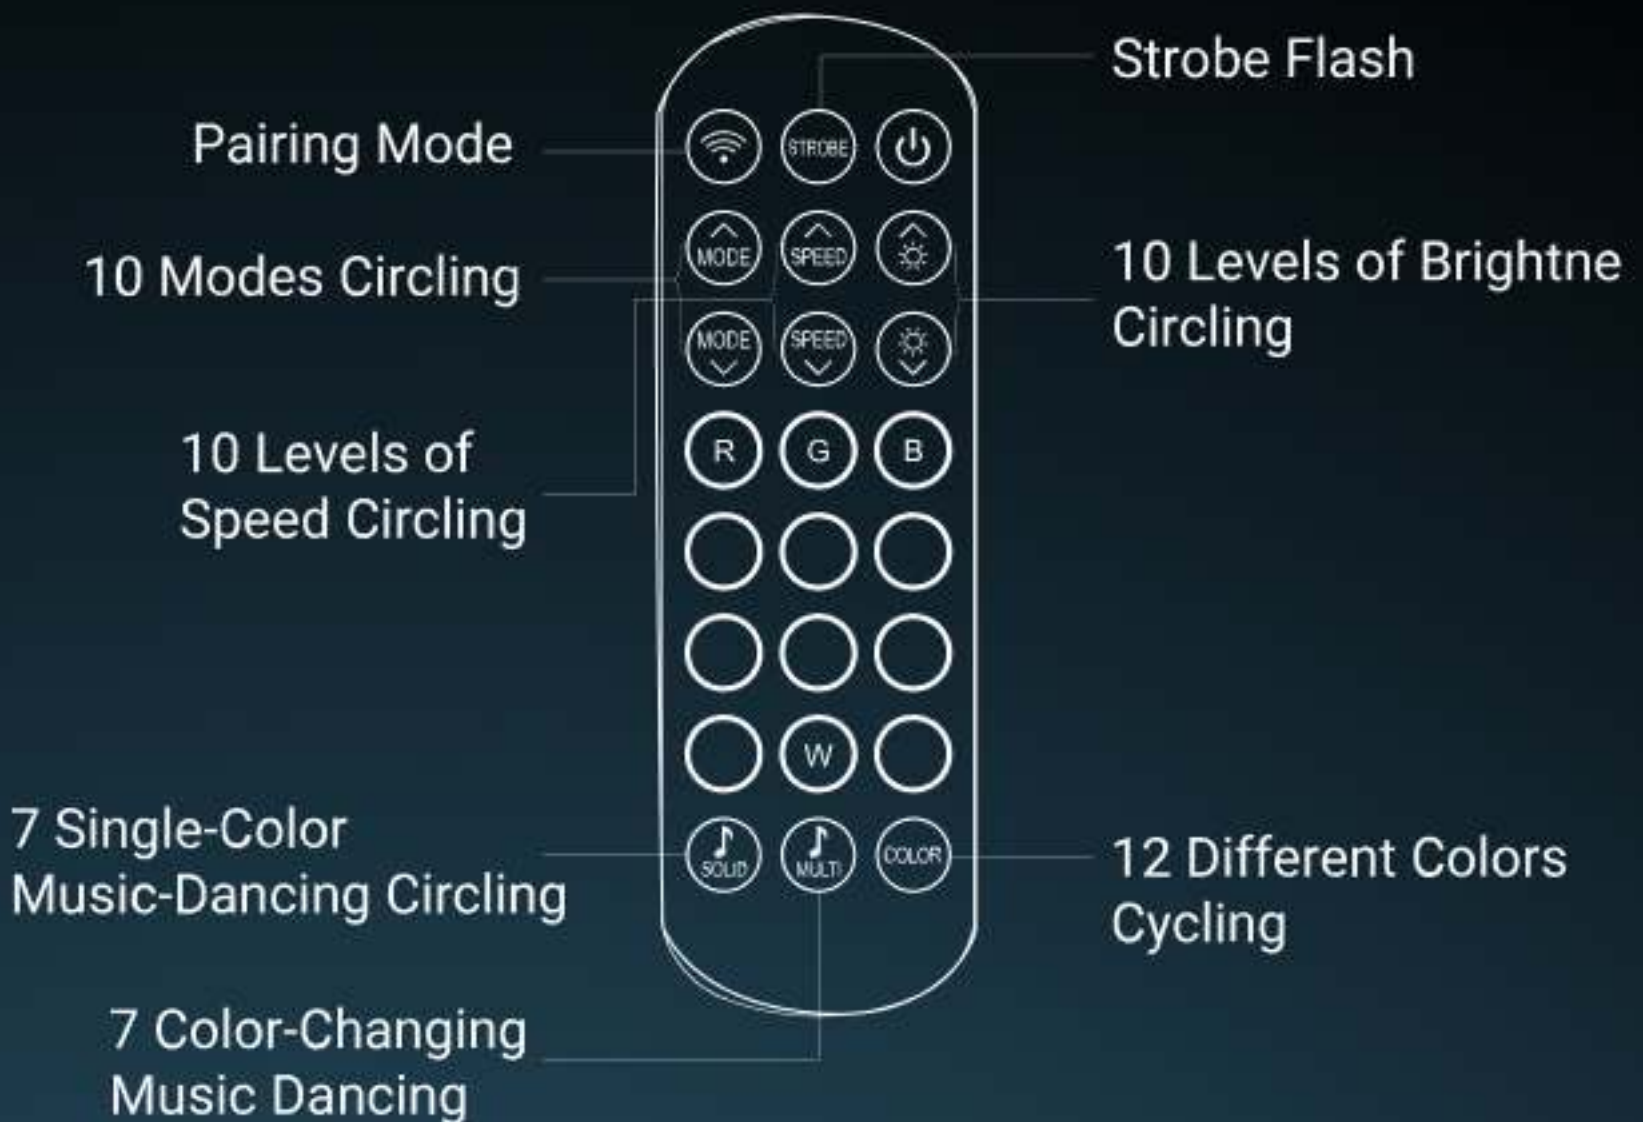 Strobe Flash
Pairing Mode
STROBE
10 Modes Circling
MODE
SPEED
10 Levels of Brightne
Circling
MODE
SPEED
10 Levels of
Speed Circling
R
G
B
W
7 Single-Color
Music-Dancing Circling
SOLID
MULTI
COLOR
12 Different Colors
Cycling
7 Color-Changing
Music Dancing